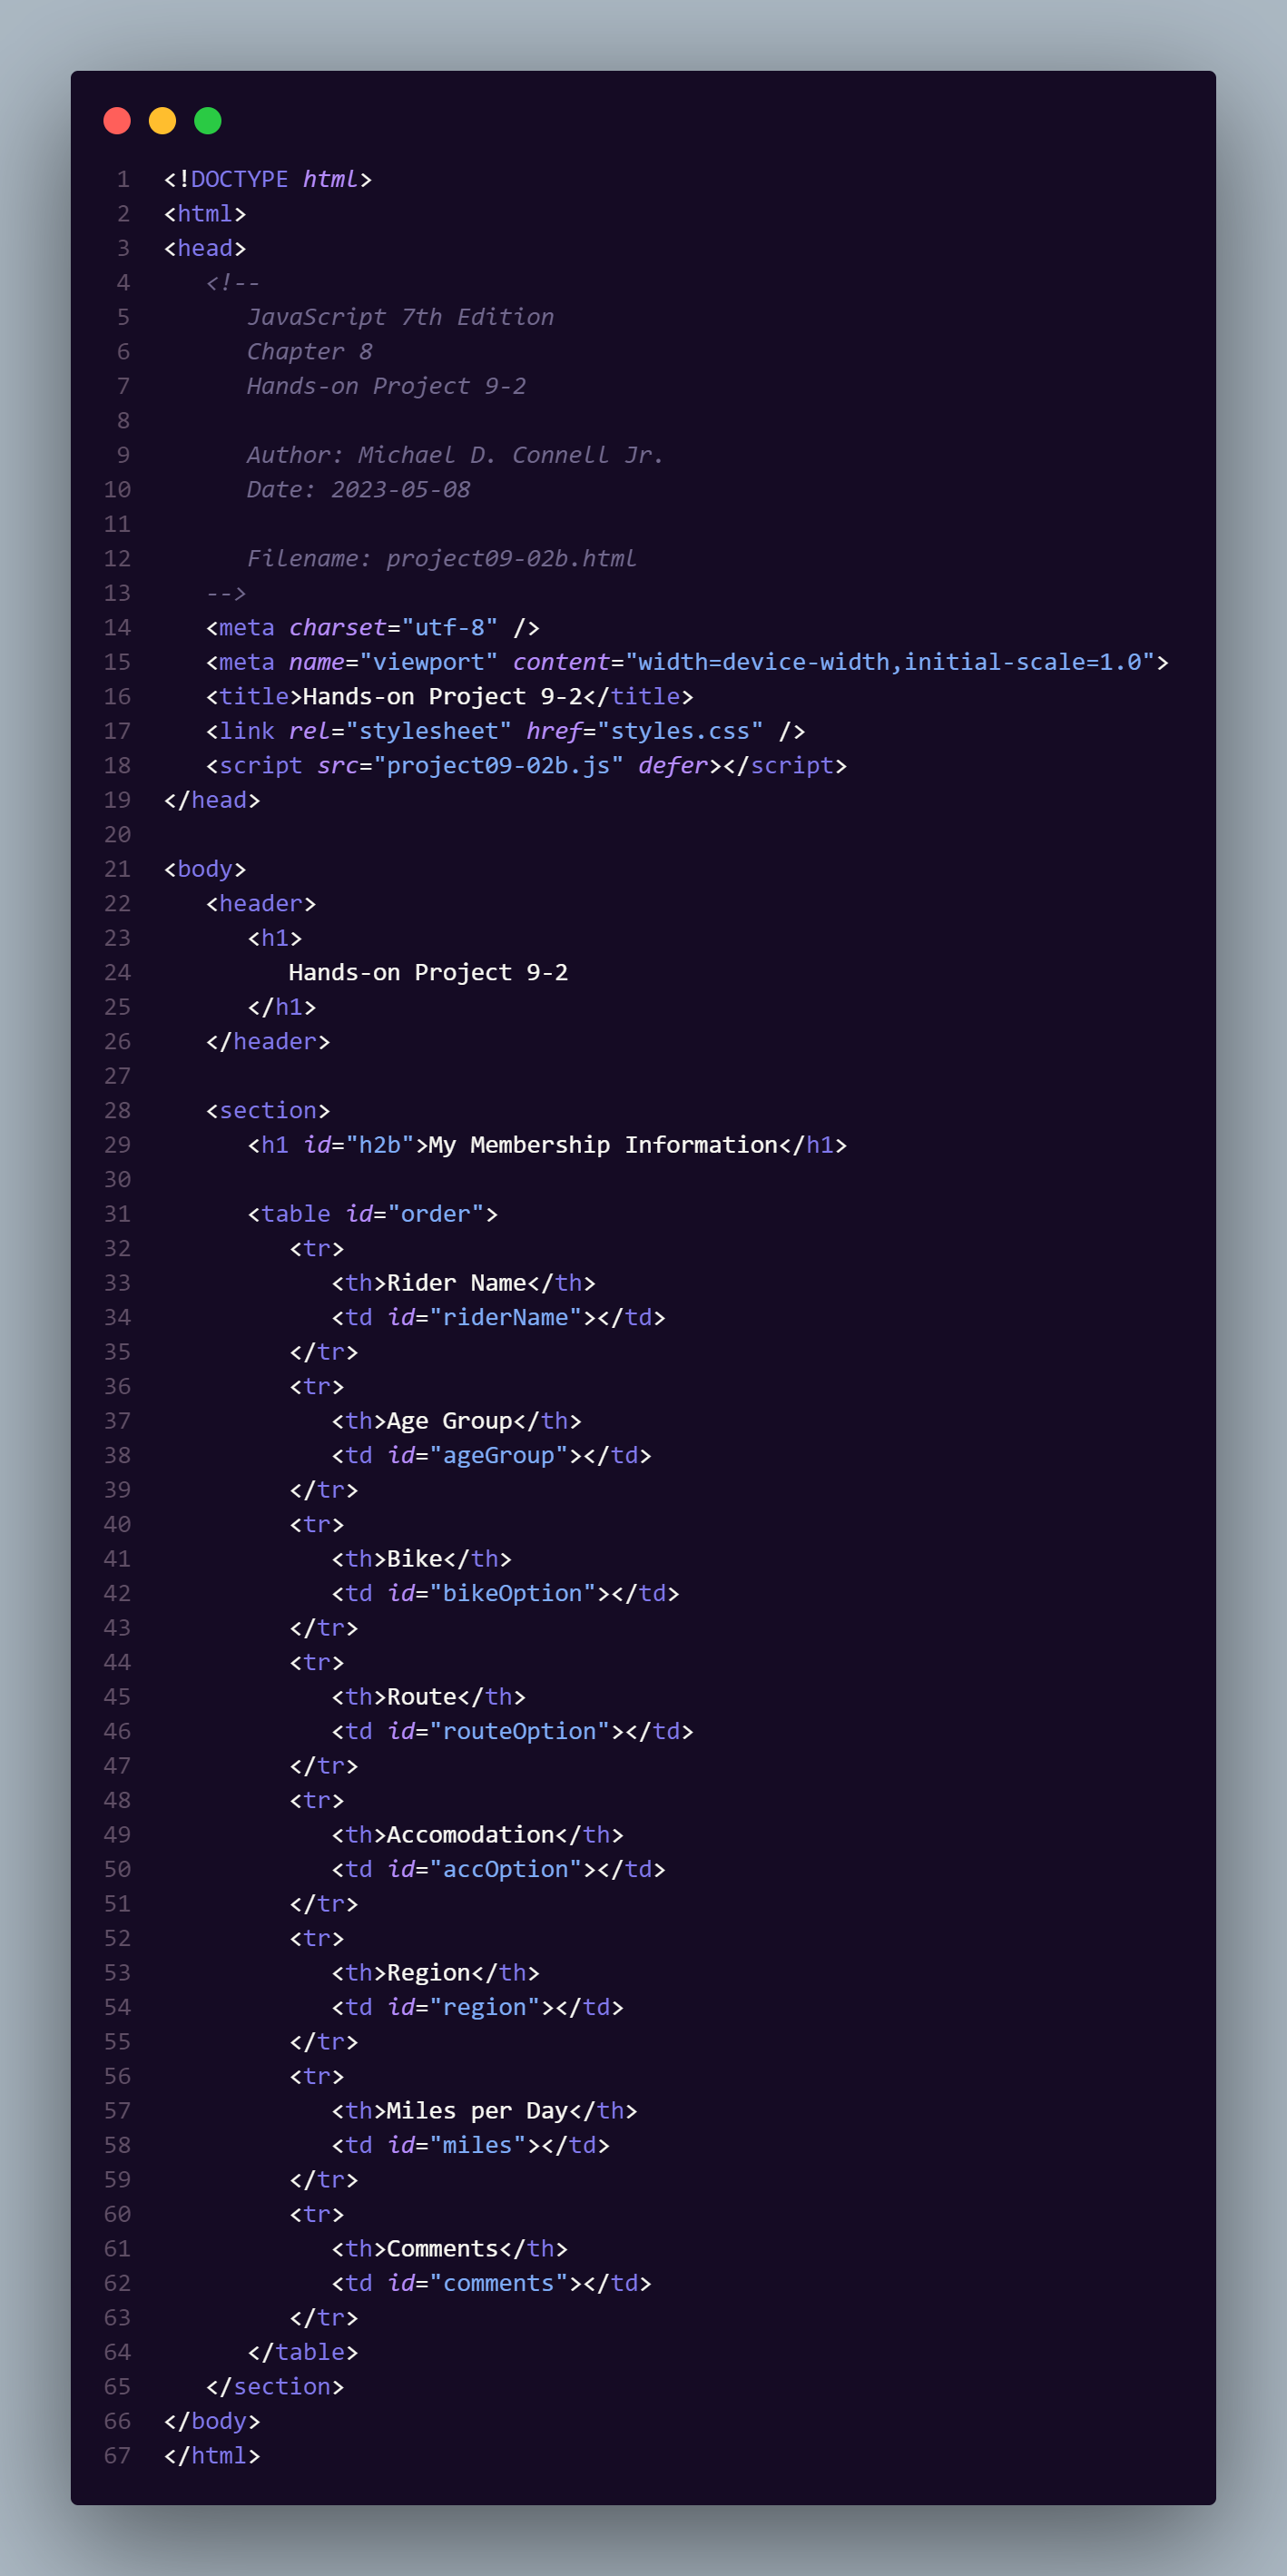 1 <!DOCTYPE html>
2 <html>
3 <head>
4    <!--
5       JavaScript 7th Edition
6       Chapter 8
7       Hands-on Project 9-2
8
9       Author: Michael D. Connell Jr.
10       Date: 2023-05-08
11
12       Filename: project09-02b.html
13    -->
14    <meta charset="utf-8" />
15    <meta name="viewport" content="width=device-width,initial-scale=1.0">
16    <title>Hands-on Project 9-2</title>
17    <link rel="stylesheet" href="styles.css" />
18    <script src="project09-02b.js" defer></script>
19 </head>
20
21 <body>
22    <header>
23       <h1>
24          Hands-on Project 9-2
25       </h1>
26    </header>
27
28    <section>
29       <h1 id="h2b">My Membership Information</h1>
30
31       <table id="order">
32          <tr>
33             <th>Rider Name</th>
34             <td id="riderName"></td>
35          </tr>
36          <tr>
37             <th>Age Group</th>
38             <td id="ageGroup"></td>
39          </tr>
40          <tr>
41             <th>Bike</th>
42             <td id="bikeOption"></td>
43          </tr>
44          <tr>
45             <th>Route</th>
46             <td id="routeOption"></td>
47          </tr>
48          <tr>
49             <th>Accomodation</th>
50             <td id="accOption"></td>
51          </tr>
52          <tr>
53             <th>Region</th>
54             <td id="region"></td>
55          </tr>
56          <tr>
57             <th>Miles per Day</th>
58             <td id="miles"></td>
59          </tr>
60          <tr>
61             <th>Comments</th>
62             <td id="comments"></td>
63          </tr>
64       </table>
65    </section>
66 </body>
67 </html>